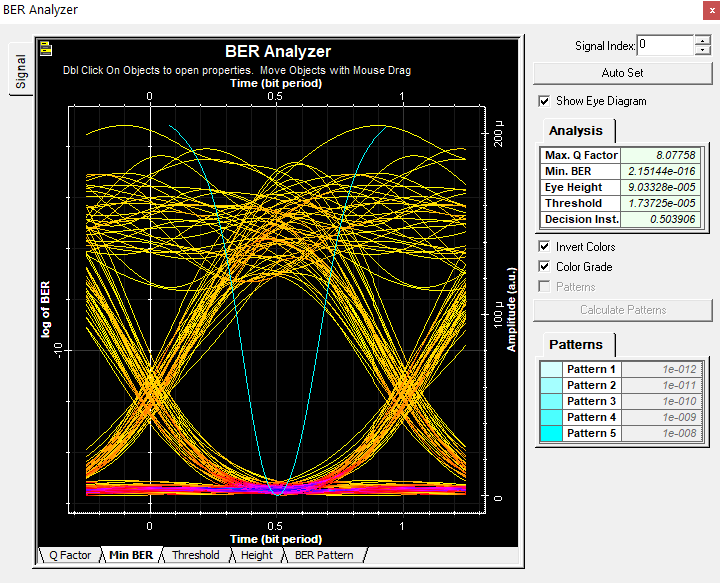 BER Analyzer
x
Signal
BER Analyzer
Dbl Click On Objects to open properties. Move Objects with Mouse Drag
Time (bit period)
0 0.5 1
200 µ
100 µ
0
Amplitude (a.u.)
log of BER
-10
0 0.5 1
Time (bit period)
Q Factor Min BER Threshold Height BER Pattern
Signal Index: 0
Auto Set
Show Eye Diagram
Analysis
Max. Q Factor 8.07758
Min. BER 2.15144e-016
Eye Height 9.03328e-005
Threshold 1.73725e-005
Decision Inst. 0.503906
Invert Colors
Color Grade
Patterns
Calculate Patterns
Patterns
Pattern 1 1e-012
Pattern 2 1e-011
Pattern 3 1e-010
Pattern 4 1e-009
Pattern 5 1e-008